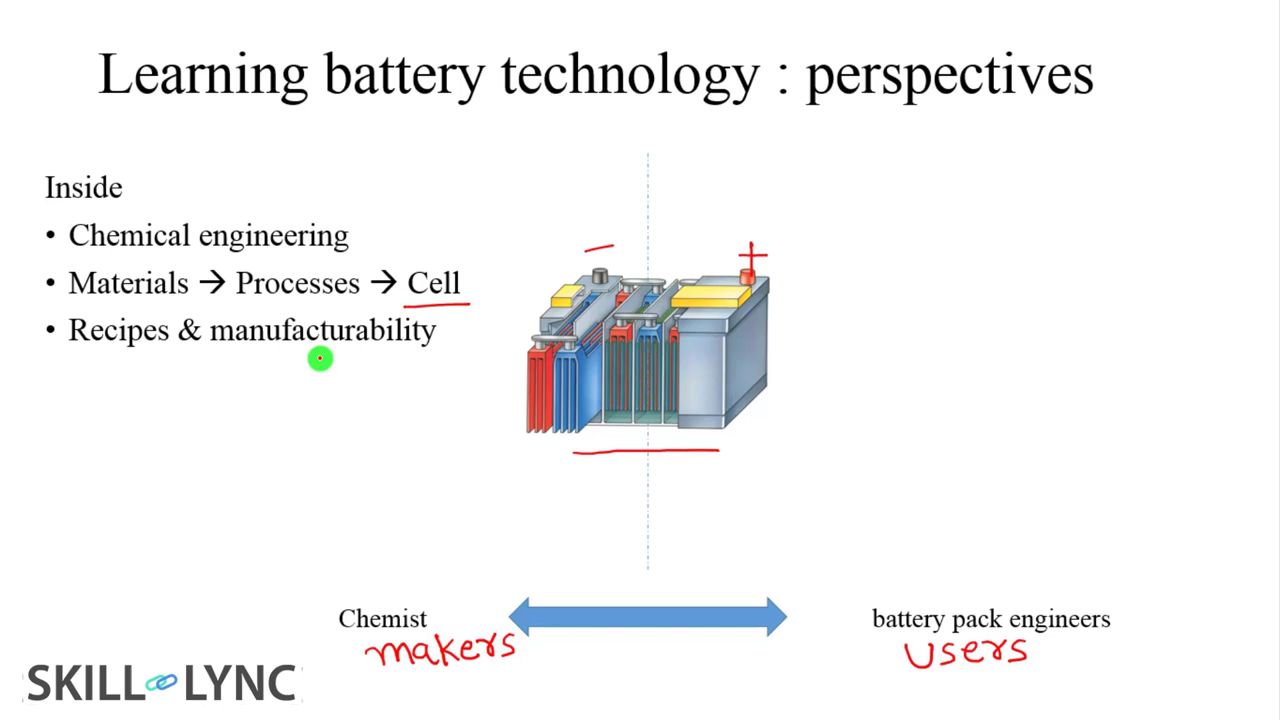 Learning battery technology : perspectives
Inside
• Chemical engineering
• Materials → Processes → Cell
• Recipes & manufacturability
− +
Chemist battery pack engineers
makers users
SKILL LYNC